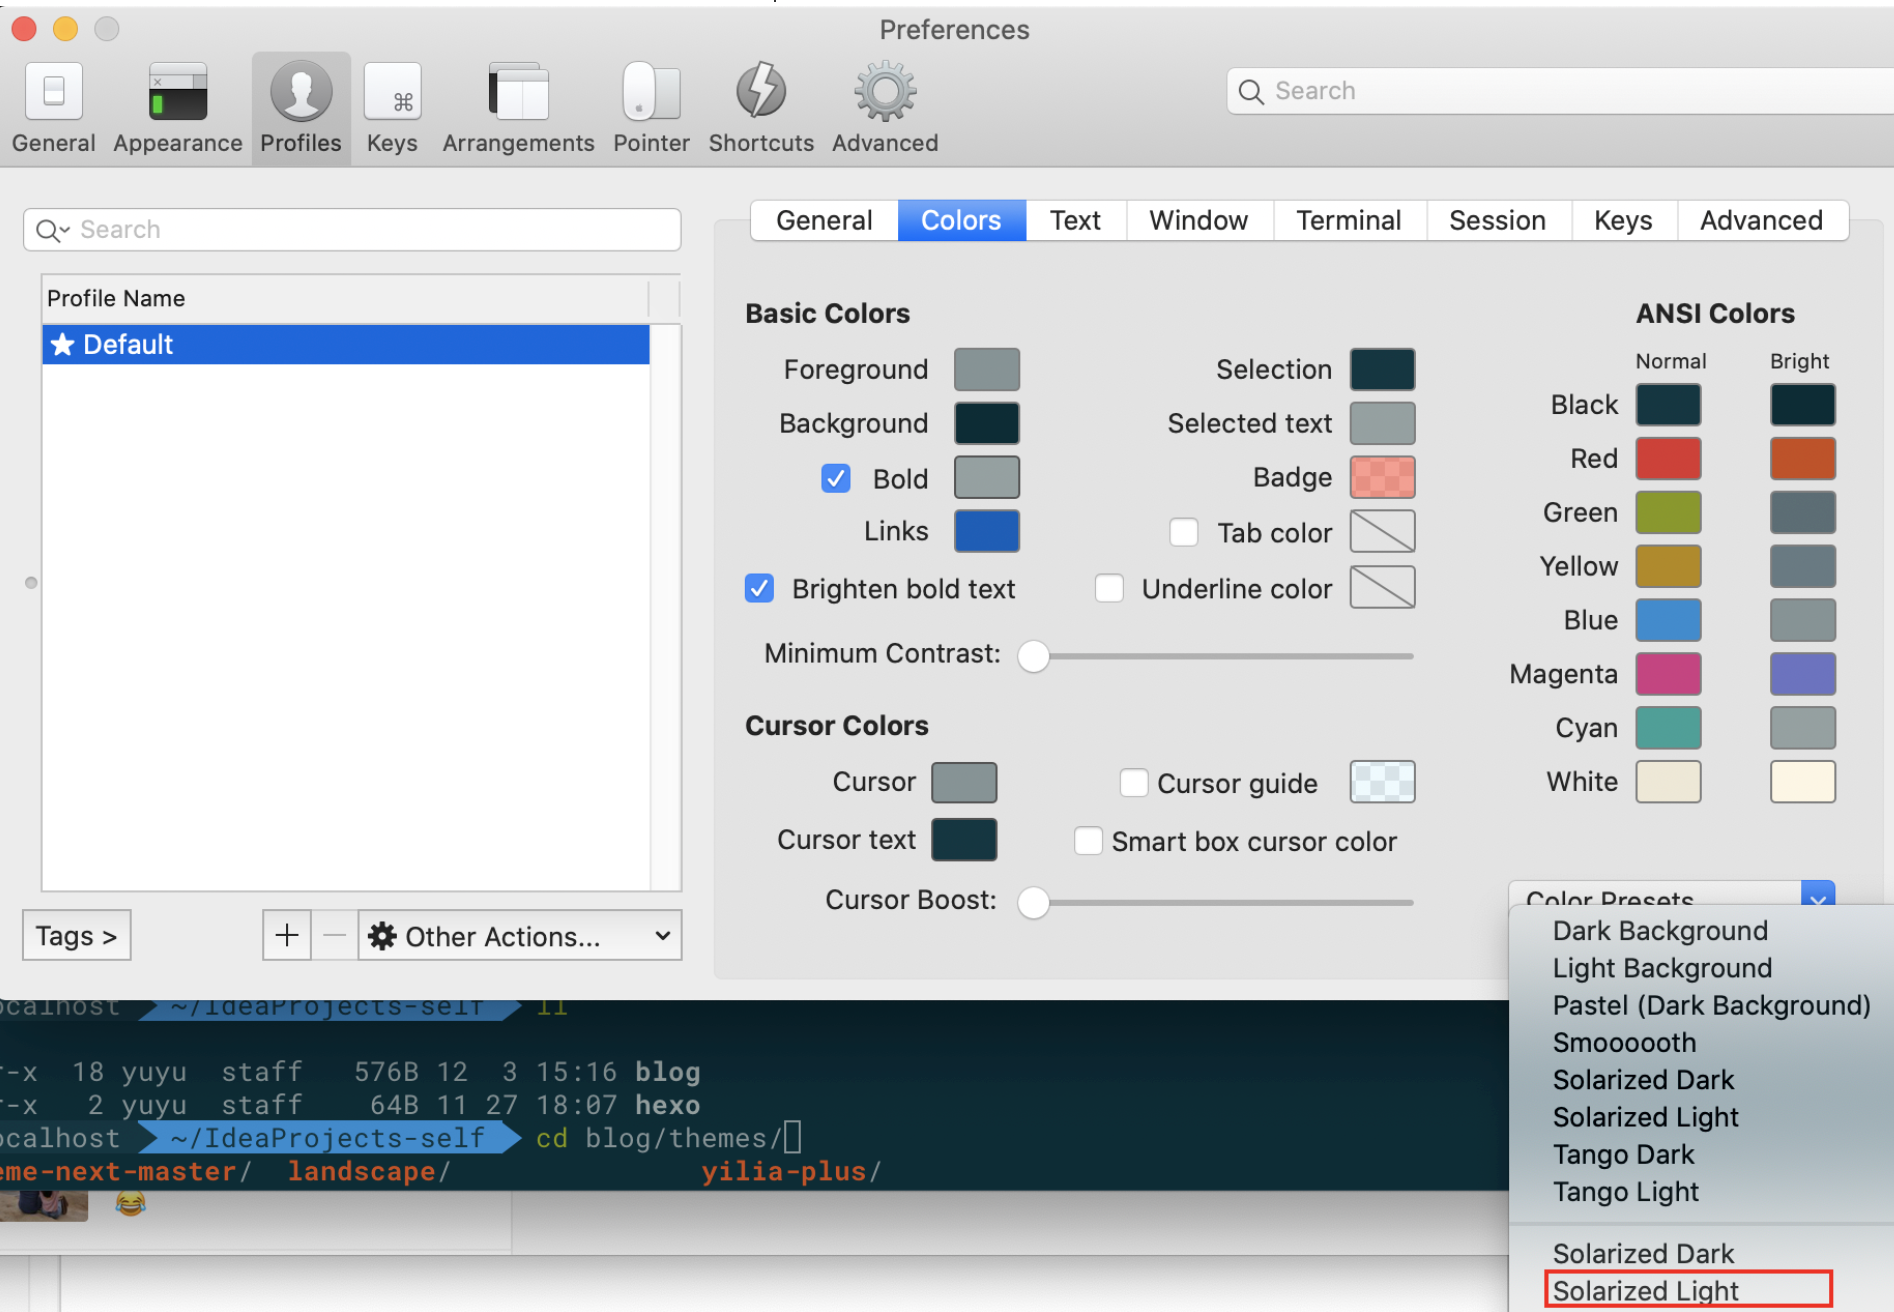 Preferences
General Appearance Profiles Keys Arrangements Pointer Shortcuts Advanced
Search
Search
Profile Name
Default
Tags >
Other Actions...
General Colors Text Window Terminal Session Keys Advanced
Basic Colors
Foreground
Background
Bold
Links
Brighten bold text
Selection
Selected text
Badge
Tab color
Underline color
Minimum Contrast:
Cursor Colors
Cursor
Cursor text
Cursor guide
Smart box cursor color
Cursor Boost:
ANSI Colors
Normal Bright
Black
Red
Green
Yellow
Blue
Magenta
Cyan
White
Color Presets
Dark Background
Light Background
Pastel (Dark Background)
Smoooooth
Solarized Dark
Solarized Light
Tango Dark
Tango Light
Solarized Dark
Solarized Light
ocalhost ~/IdeaProjects-self ll
r-x 18 yuyu staff 576B 12 3 15:16 blog
r-x 2 yuyu staff 64B 11 27 18:07 hexo
ocalhost ~/IdeaProjects-self cd blog/themes/
eme-next-master/ landscape/ yilia-plus/